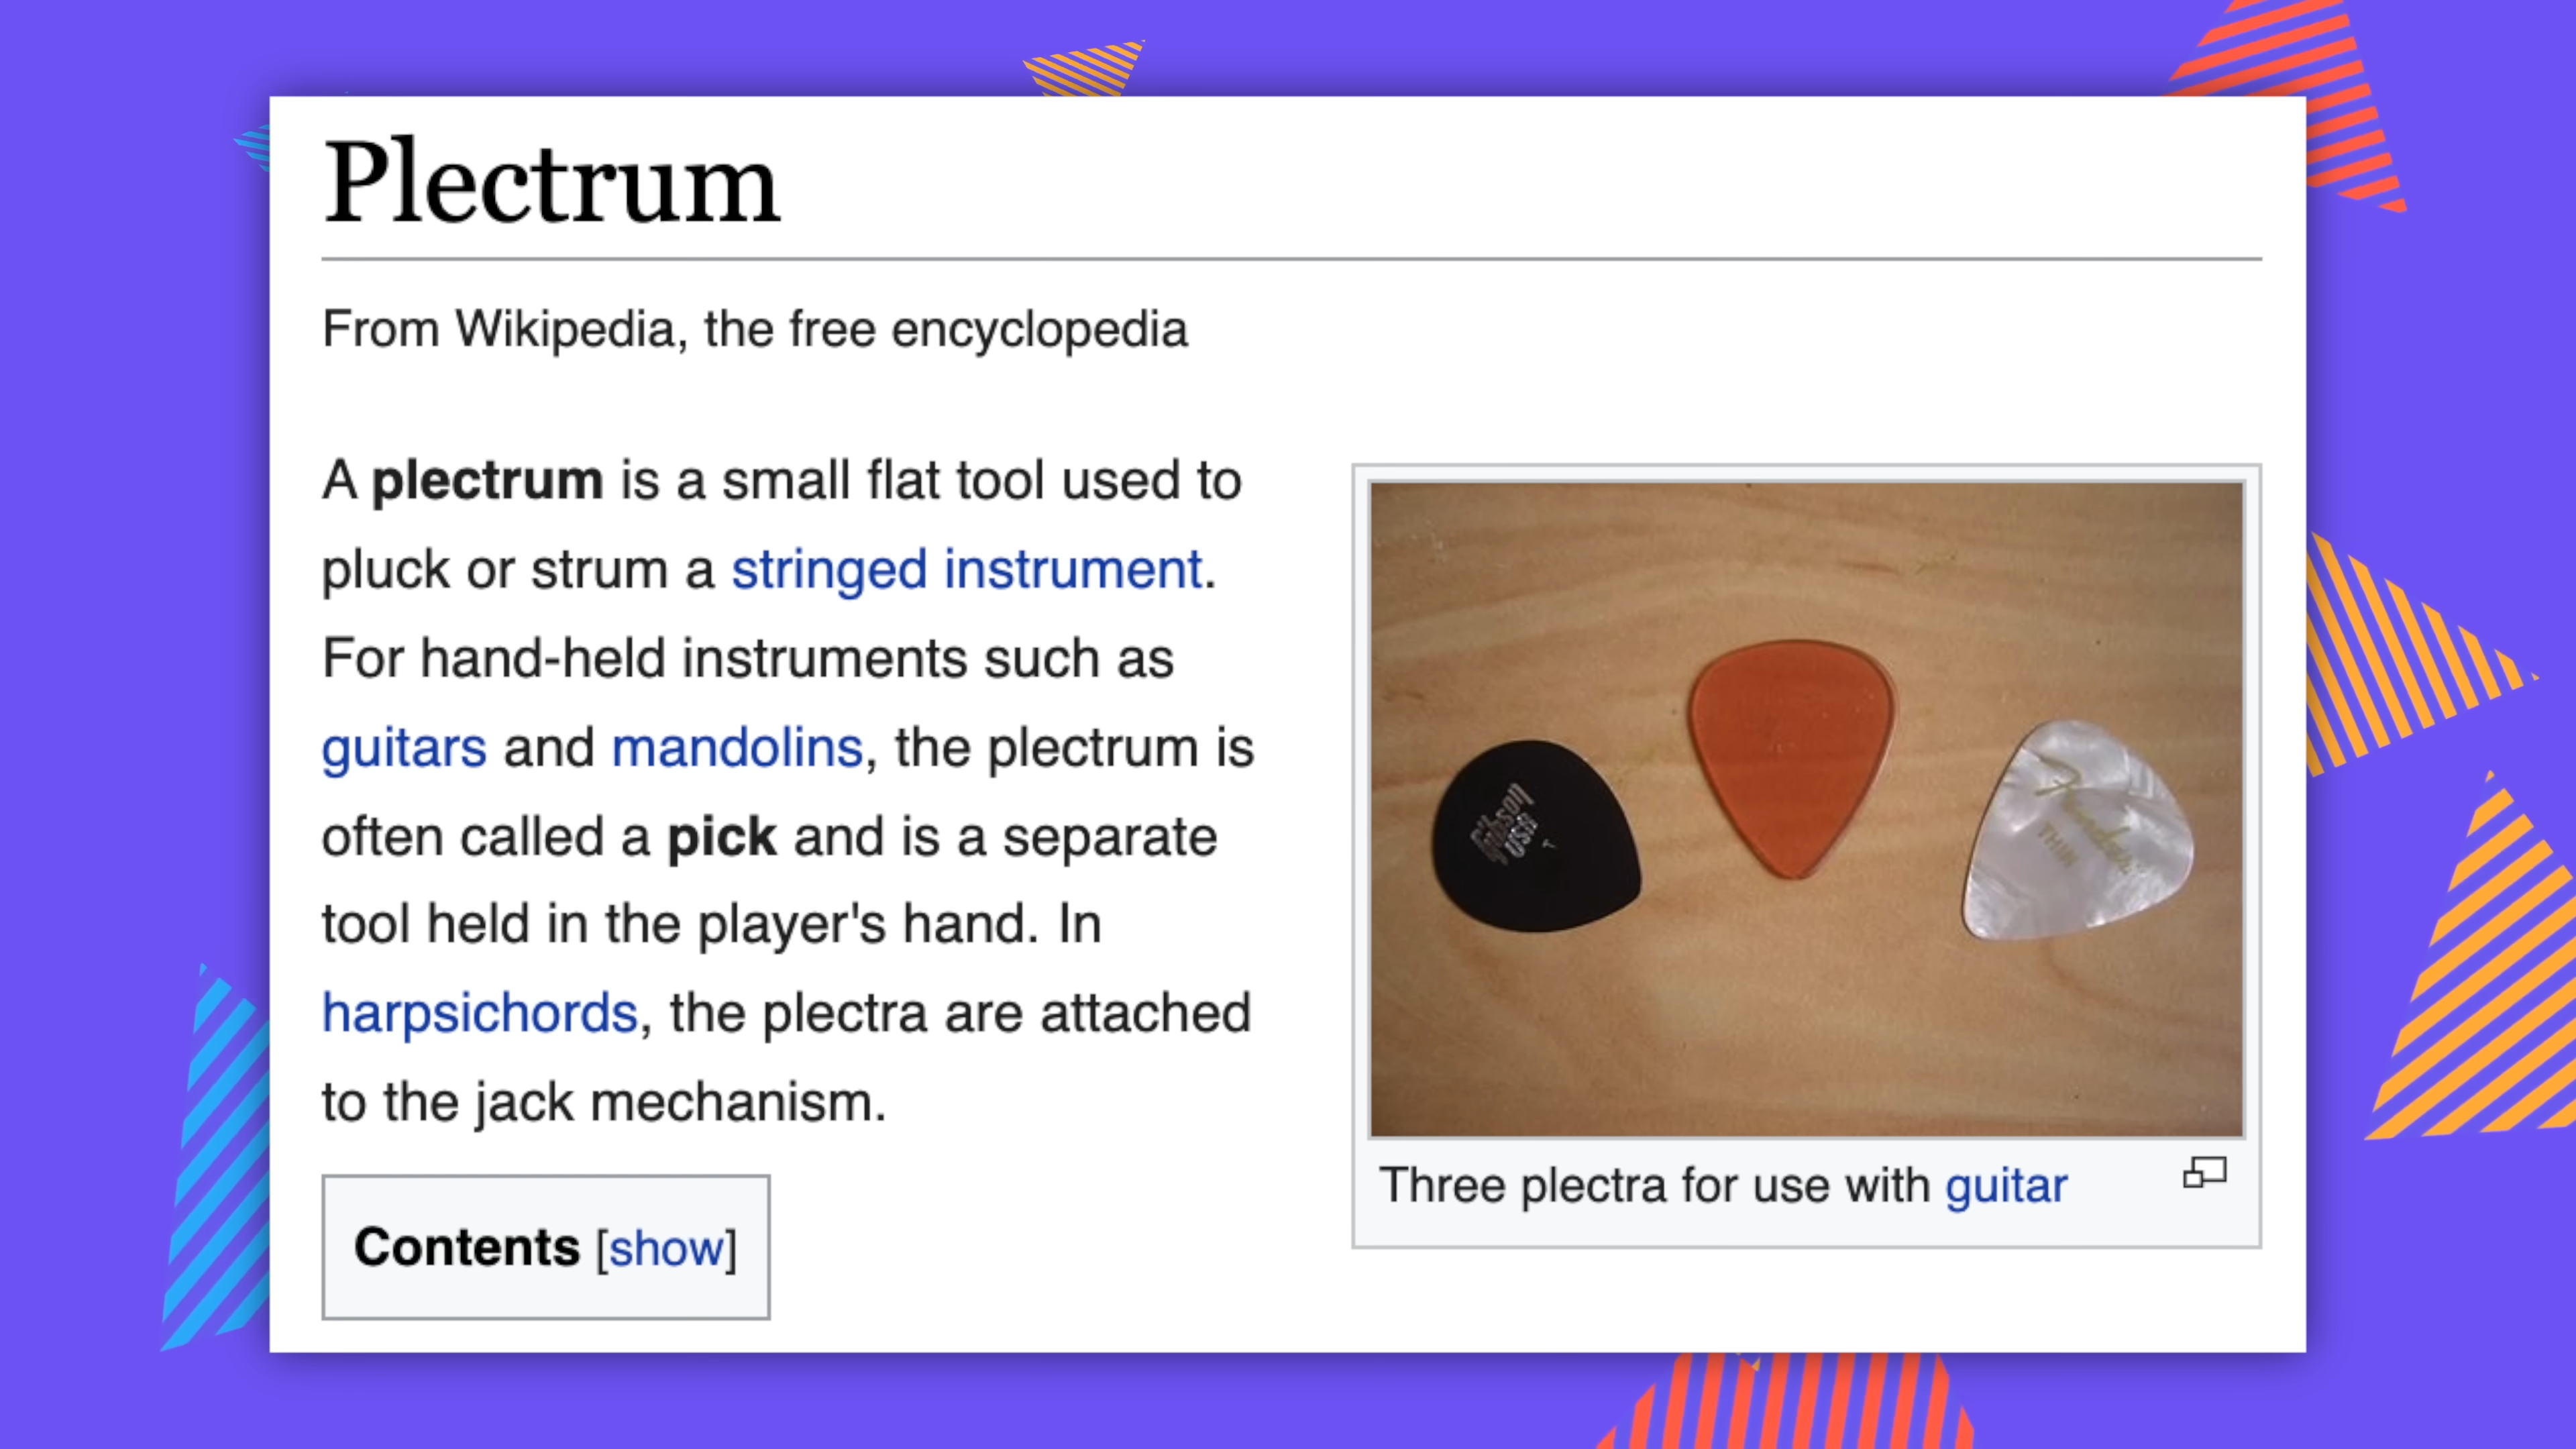 Plectrum
From Wikipedia, the free encyclopedia
A plectrum is a small flat tool used to
pluck or strum a stringed instrument.
For hand-held instruments such as
guitars and mandolins, the plectrum is
often called a pick and is a separate
tool held in the player's hand. In
harpsichords, the plectra are attached
to the jack mechanism.
Contents [show]
Gibson
USA
T
Fender
THIN
Three plectra for use with guitar